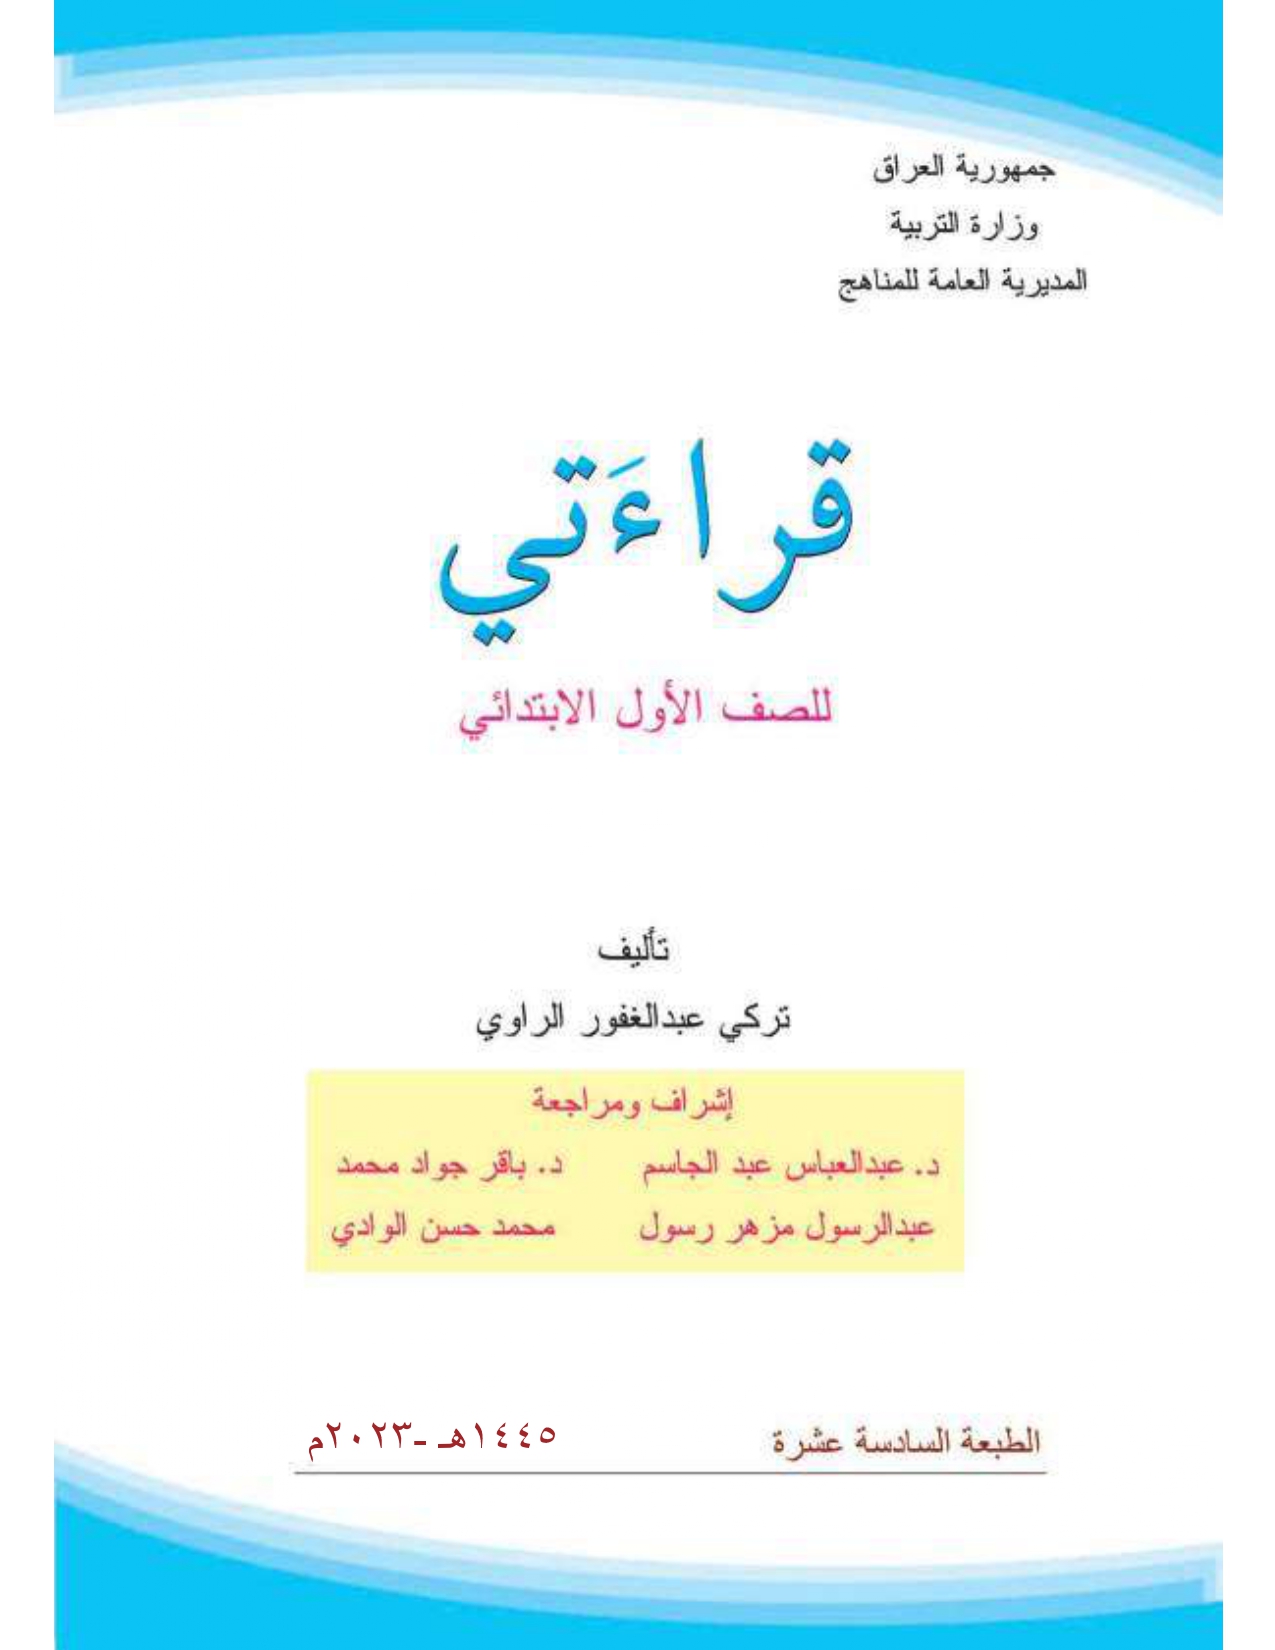 جمهورية العراق
وزارة التربية
المديرية العامة للمناهج
قراءَتي
للصف الأول الابتدائي
تأليف
تركي عبدالغفور الراوي
إشراف ومراجعة
د. عبدالعباس عبد الجاسم د. باقر جواد محمد
عبدالرسول مزهر رسول محمد حسن الوادي
الطبعة السادسة عشرة ١٤٤٥هـ -٢٠٢٣م